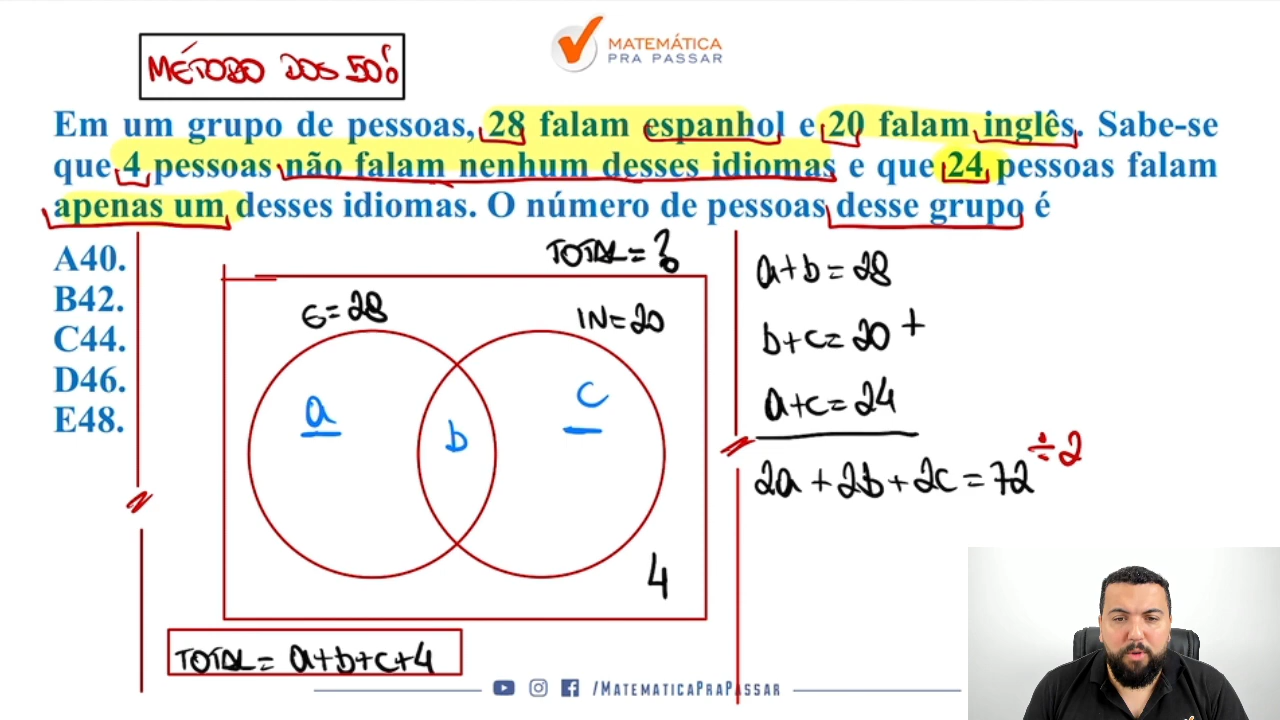 MATEMÁTICA
PRA PASSAR
MÉTODO DOS 50%
Em um grupo de pessoas, 28 falam espanhol e 20 falam inglês. Sabe-se
que 4 pessoas não falam nenhum desses idiomas e que 24 pessoas falam
apenas um desses idiomas. O número de pessoas desse grupo é
A40.
B42.
C44.
D46.
E48.
TOTAL = ?
E=28
IN=20
a
b
c
4
TOTAL = a+b+c+4
a+b=28
b+c=20 +
a+c=24
2a+2b+2c=72 ÷2
/MatematicaPraPassar